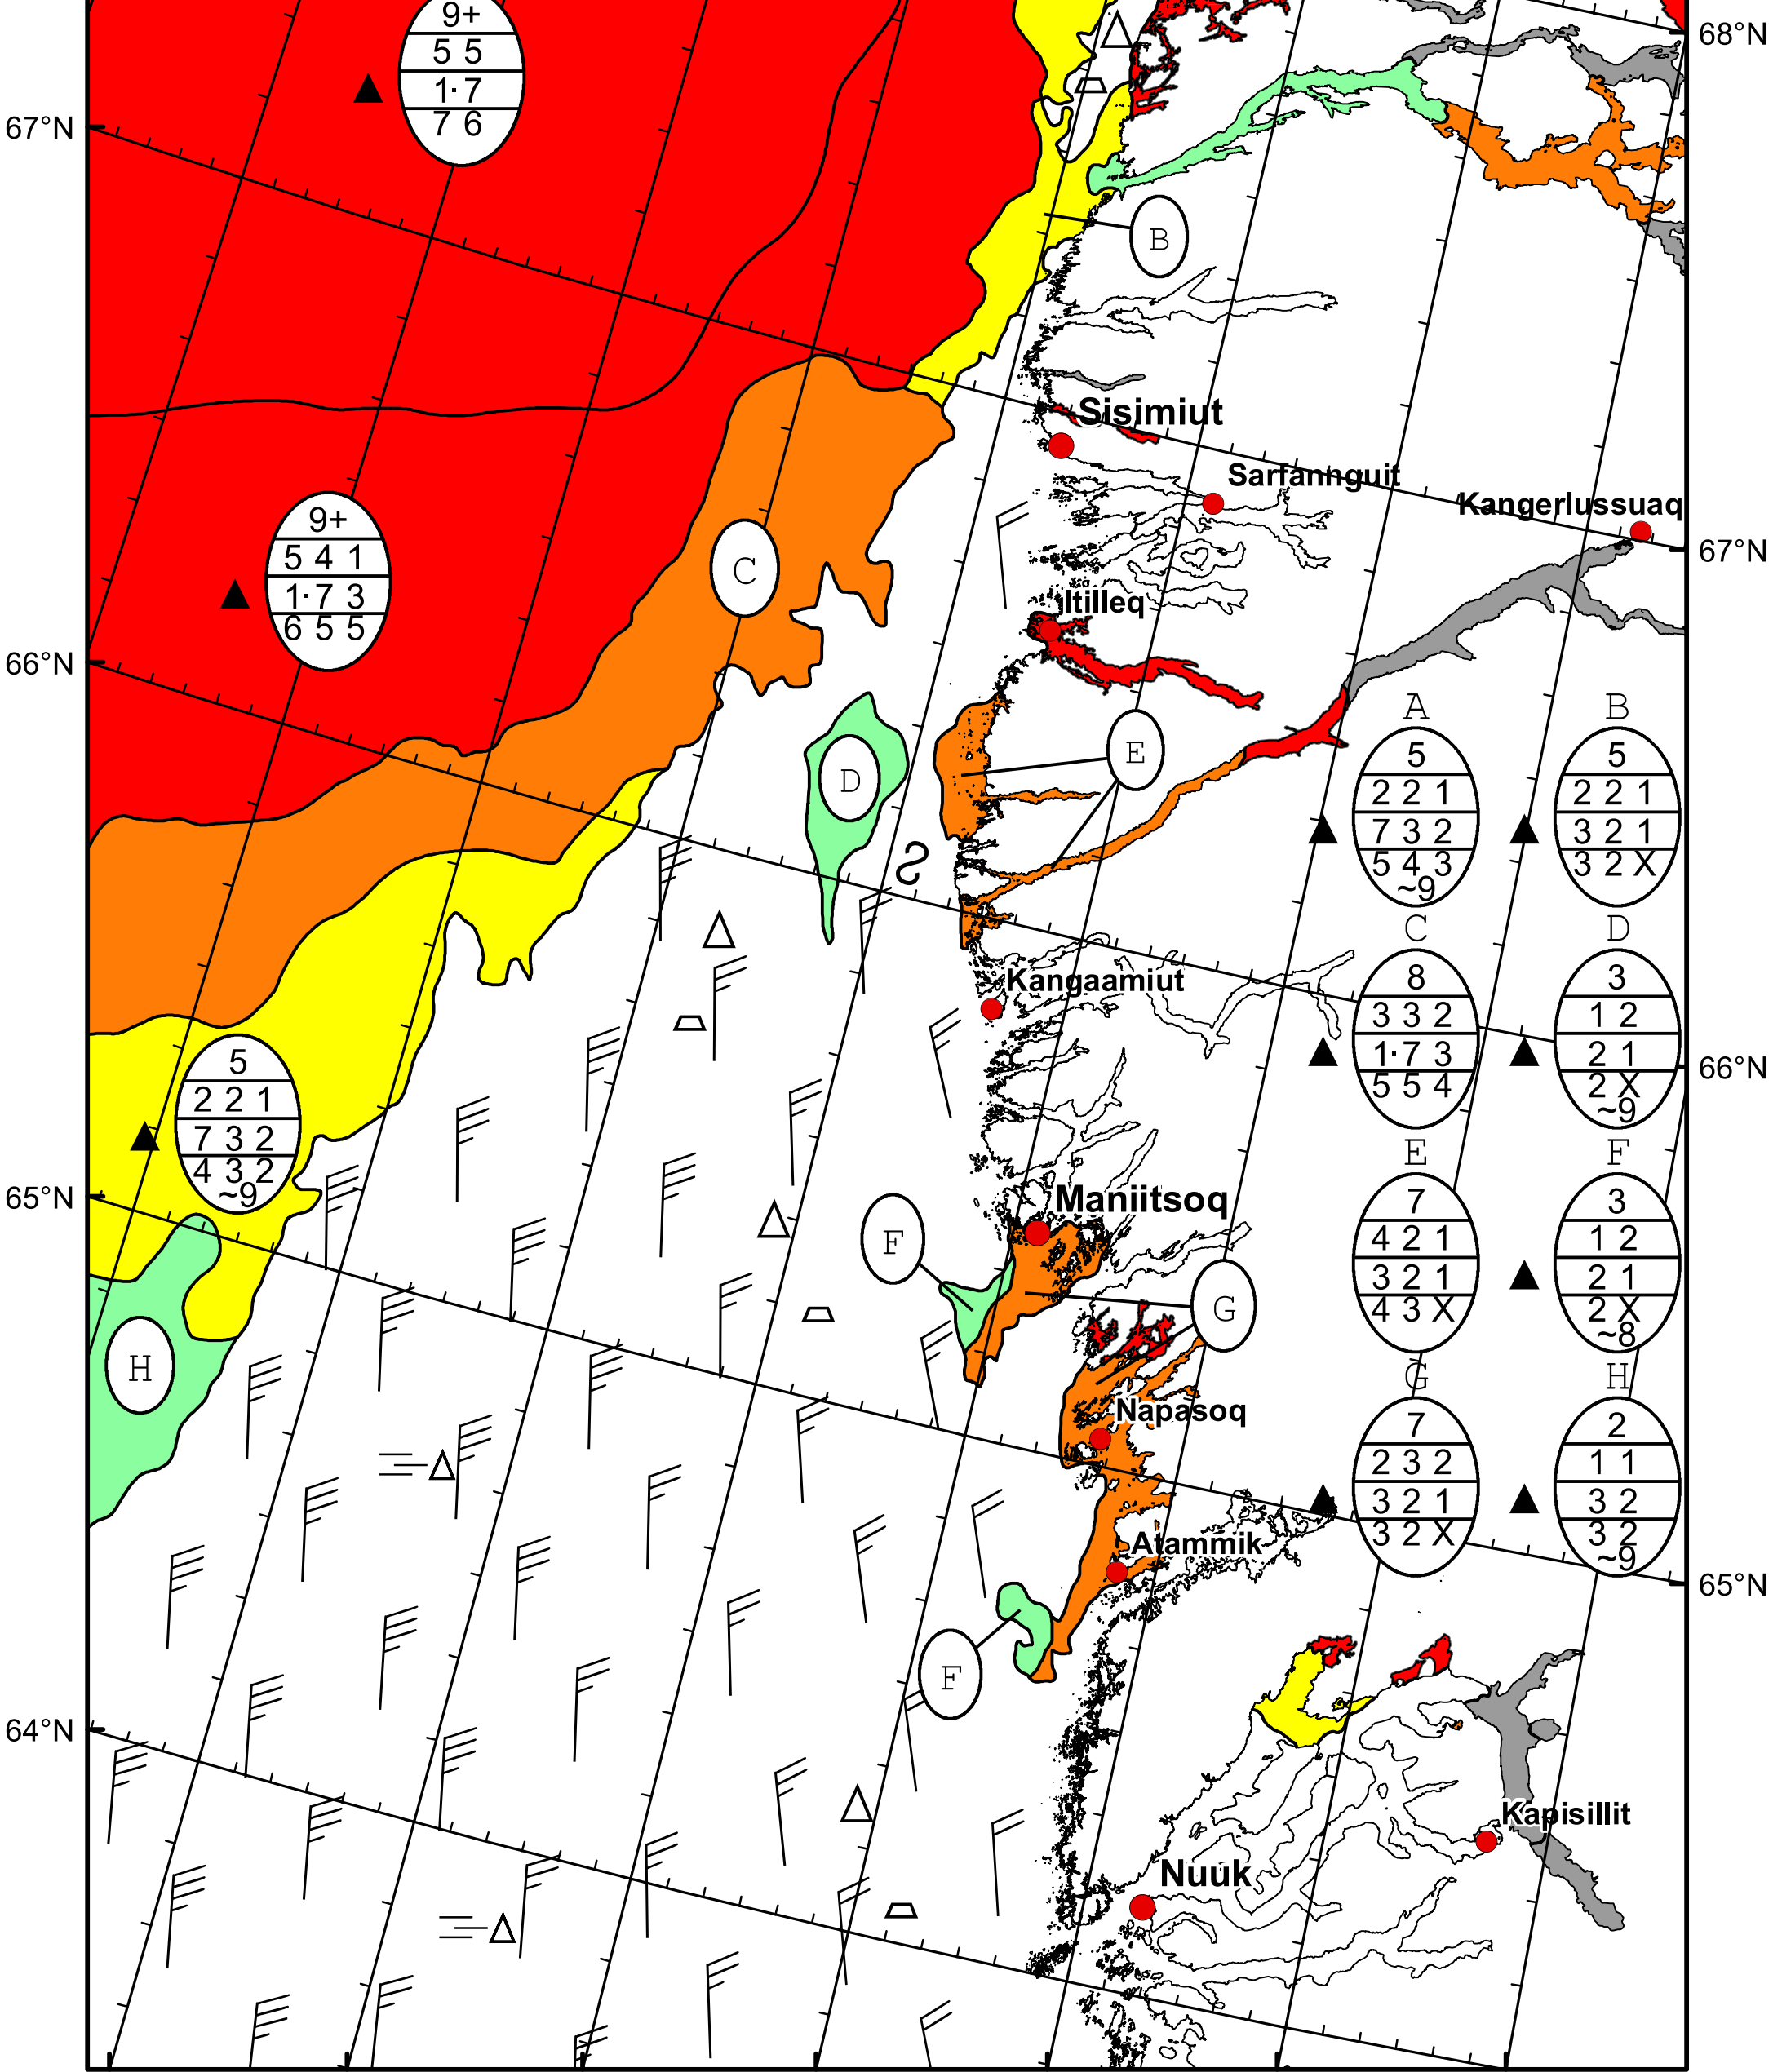 9+
5 5
1· 7
7 6
68°N
67°N
B
Sisimiut
Sarfannguit
Kangerlussuaq
9+
5 4 1
1· 7 3
6 5 5
67°N
C
Itilleq
66°N
E
D
A
5
2 2 1
7 3 2
5 4 3
~9
B
5
2 2 1
3 2 1
3 2 X
C
8
3 3 2
1· 7 3
5 5 4
D
3
1 2
2 1
2 X
~9
Kangaamiut
66°N
5
2 2 1
7 3 2
4 3 2
~9
65°N
Maniitsoq
F
G
E
7
4 2 1
3 2 1
4 3 X
F
3
1 2
2 1
2 X
~8
H
Napasoq
G
7
2 3 2
3 2 1
3 2 X
H
2
1 1
3 2
3 2
~9
Atammik
65°N
F
64°N
Kapisillit
Nuuk